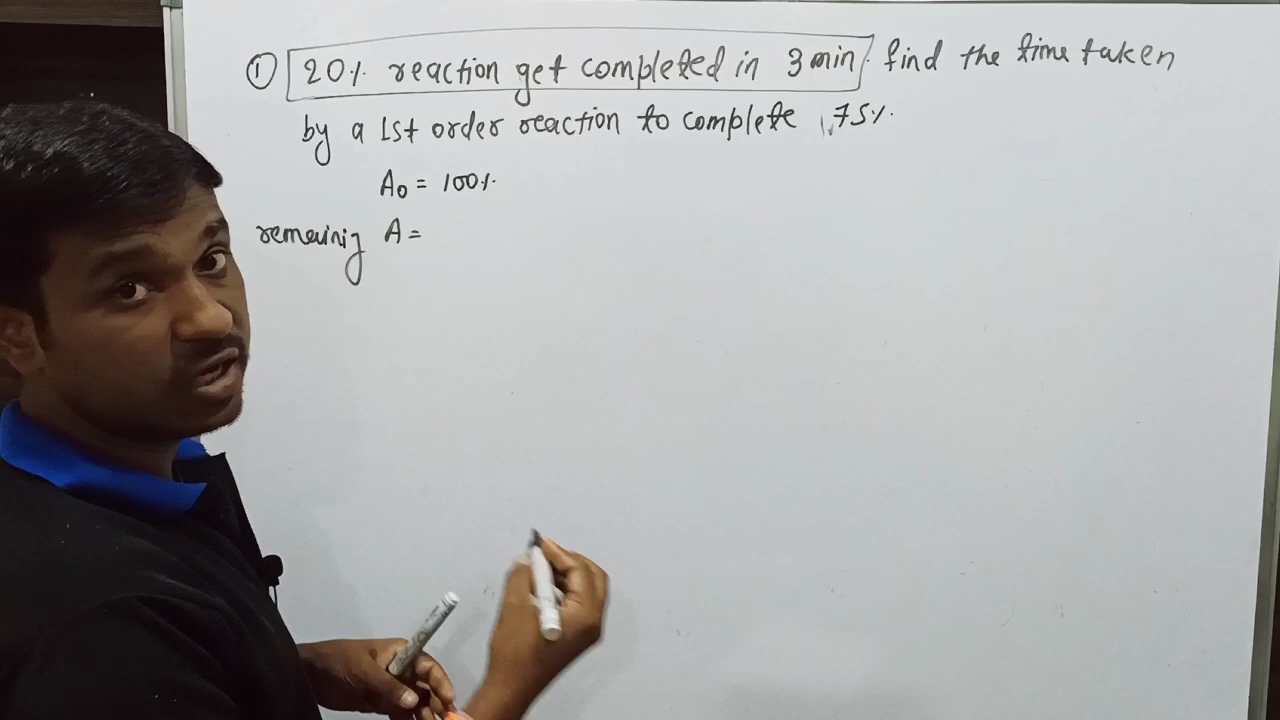 ① 20% reaction get completed in 3 min. find the time taken
by a 1st order reaction to complete 75%.
A₀ = 100%
remainig A =